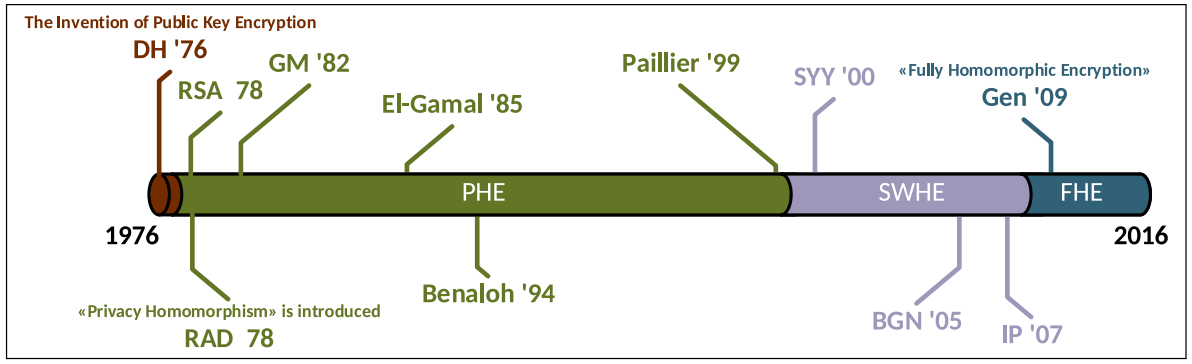 The Invention of Public Key Encryption
DH '76
RSA  78
GM '82
El-Gamal '85
Paillier '99
SYY '00
«Fully Homomorphic Encryption»
Gen '09
PHE
SWHE
FHE
1976
2016
«Privacy Homomorphism» is introduced
RAD  78
Benaloh '94
BGN '05
IP '07